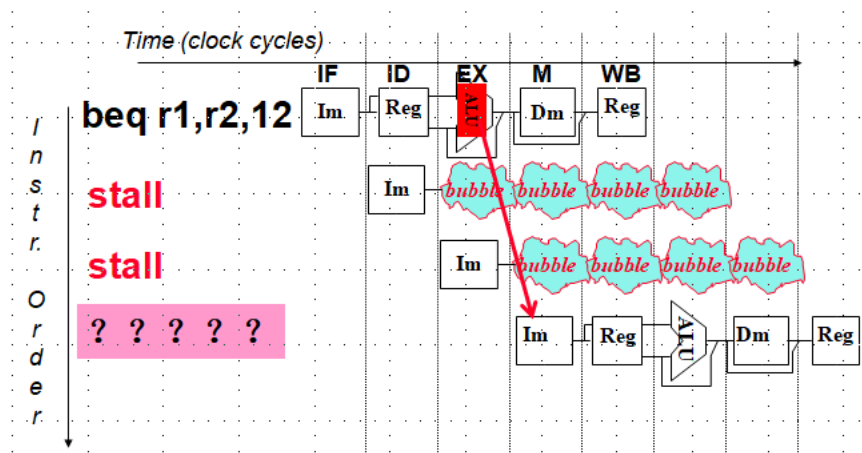 Time (clock cycles)
IF ID EX M WB
beq r1,r2,12 Im Reg ALU Dm Reg
stall Im bubble bubble bubble bubble
stall Im bubble bubble bubble bubble
? ? ? ? ? Im Reg ALU Dm Reg
Instr. Order